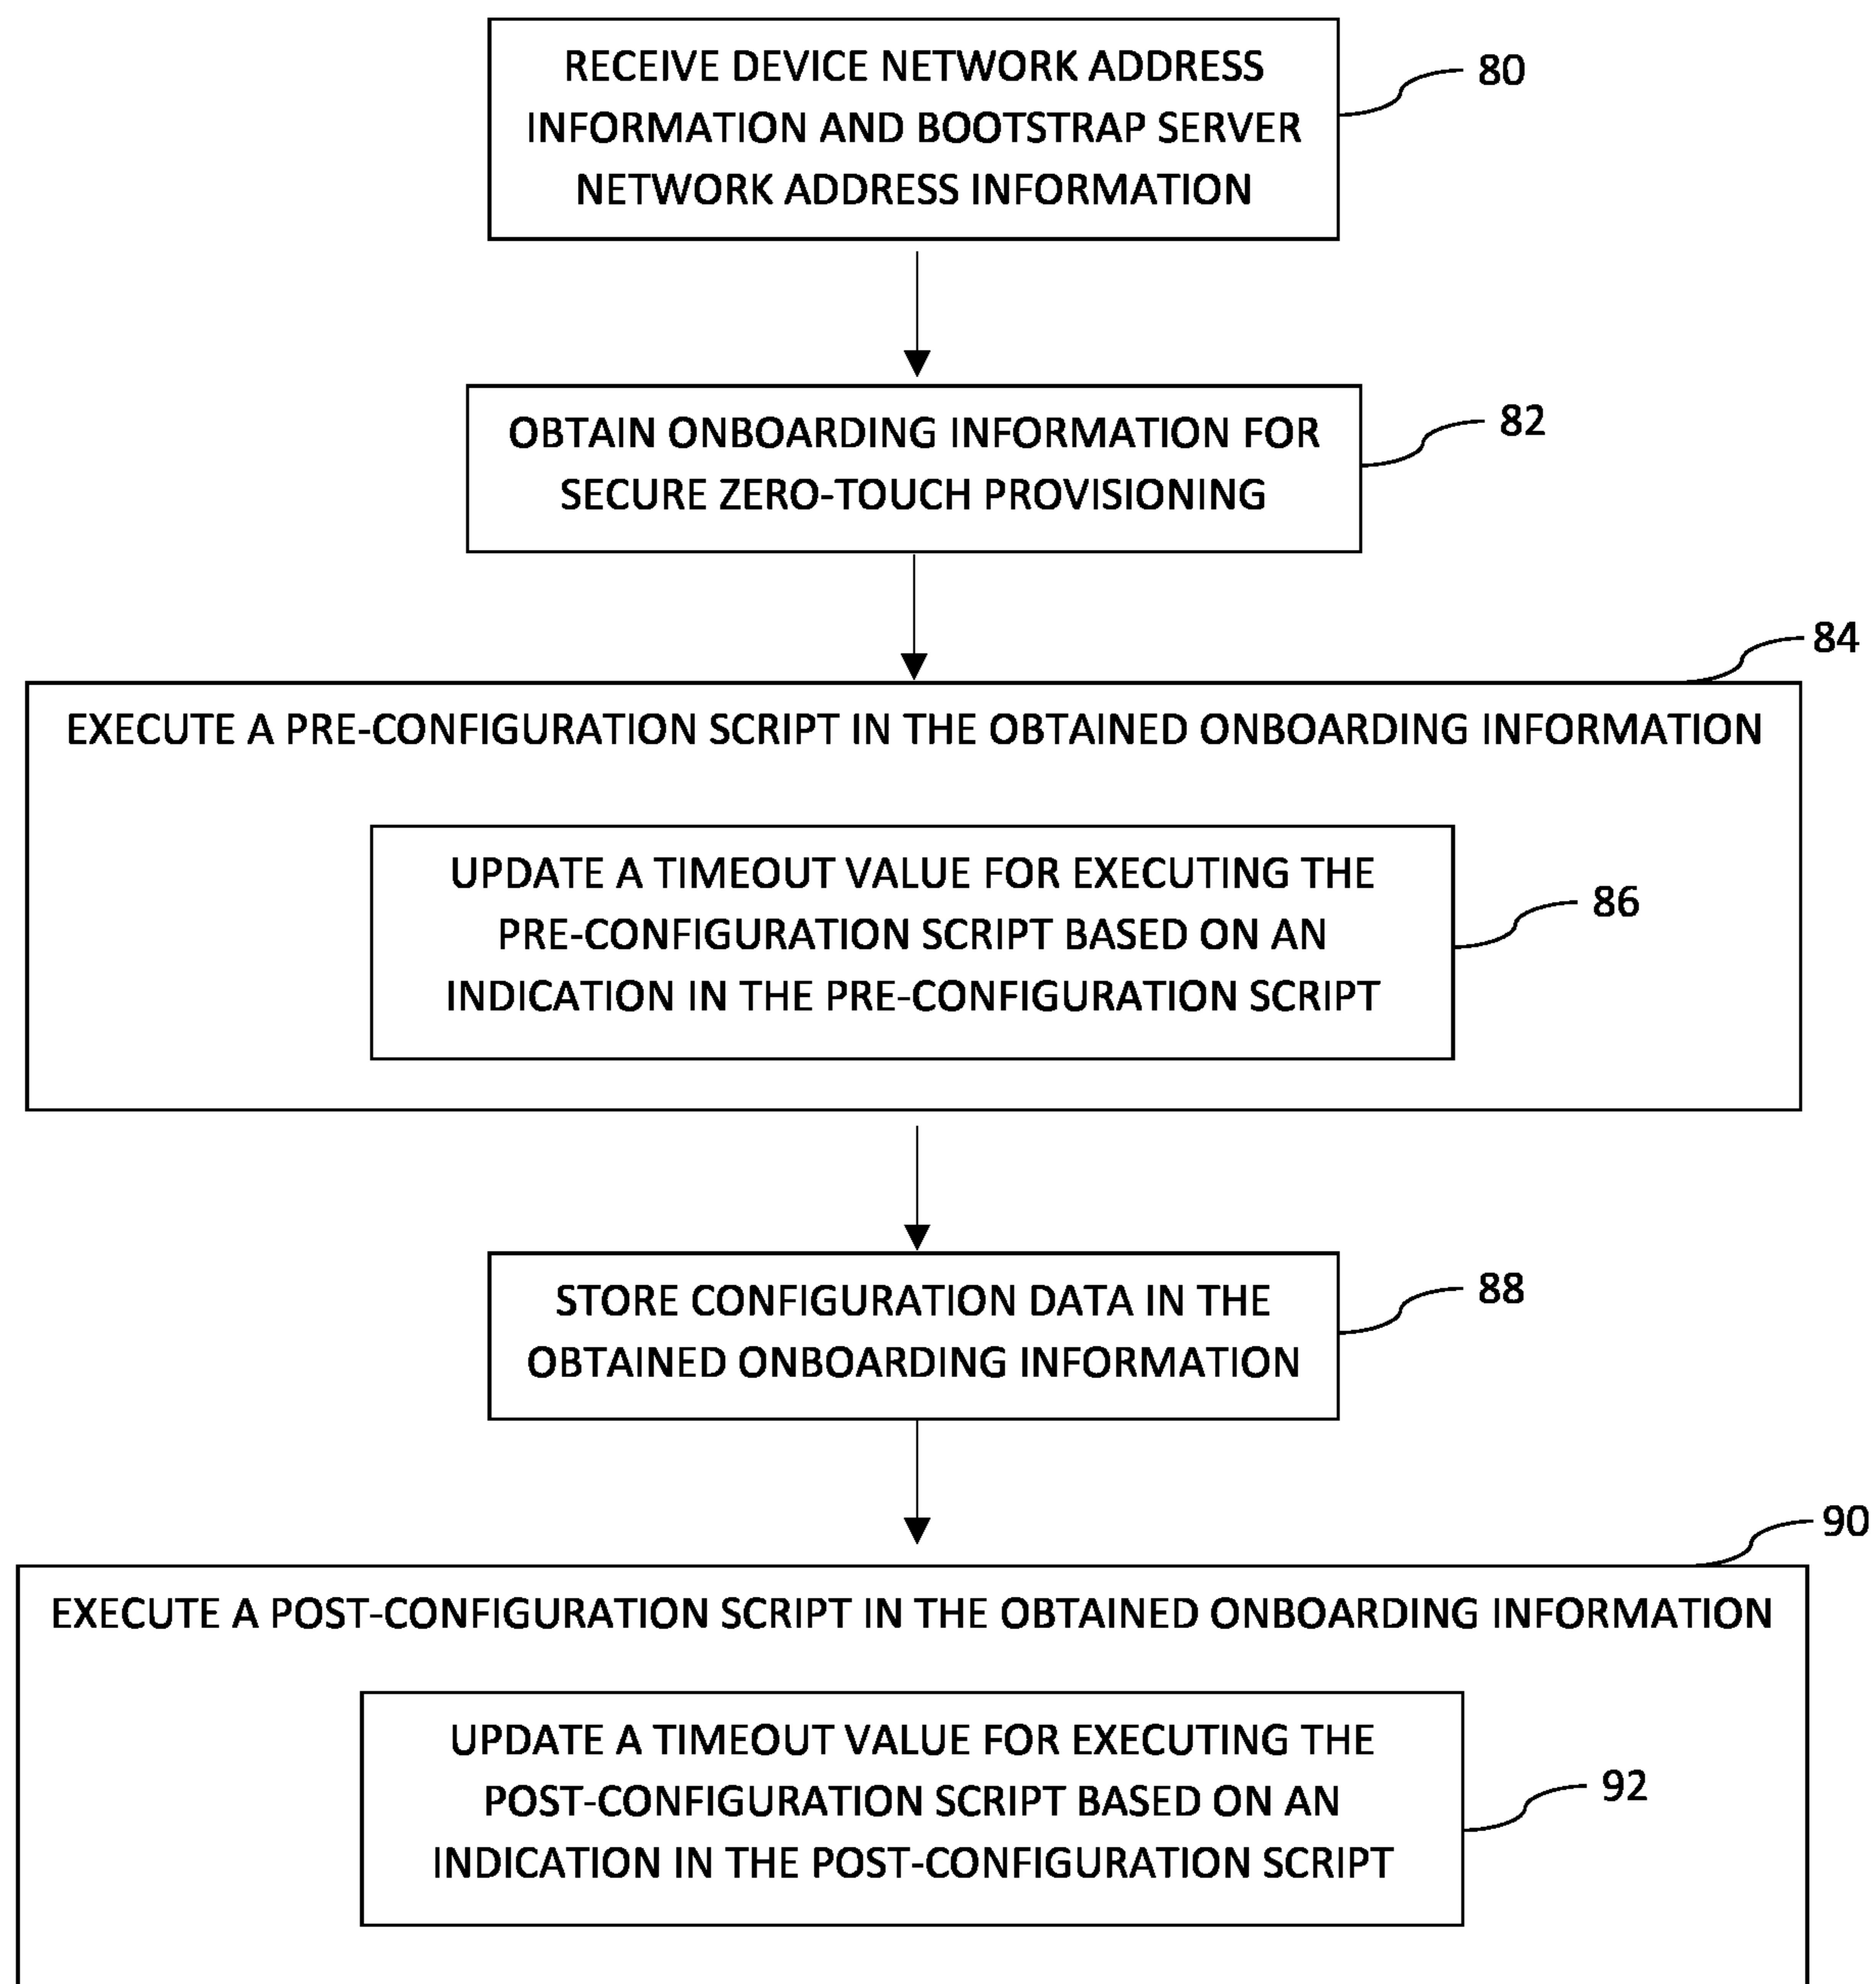 RECEIVE DEVICE NETWORK ADDRESS
INFORMATION AND BOOTSTRAP SERVER
NETWORK ADDRESS INFORMATION
80
OBTAIN ONBOARDING INFORMATION FOR
SECURE ZERO-TOUCH PROVISIONING
82
84
EXECUTE A PRE-CONFIGURATION SCRIPT IN THE OBTAINED ONBOARDING INFORMATION
UPDATE A TIMEOUT VALUE FOR EXECUTING THE
PRE-CONFIGURATION SCRIPT BASED ON AN
INDICATION IN THE PRE-CONFIGURATION SCRIPT
86
STORE CONFIGURATION DATA IN THE
OBTAINED ONBOARDING INFORMATION
88
90
EXECUTE A POST-CONFIGURATION SCRIPT IN THE OBTAINED ONBOARDING INFORMATION
UPDATE A TIMEOUT VALUE FOR EXECUTING THE
POST-CONFIGURATION SCRIPT BASED ON AN
INDICATION IN THE POST-CONFIGURATION SCRIPT
92